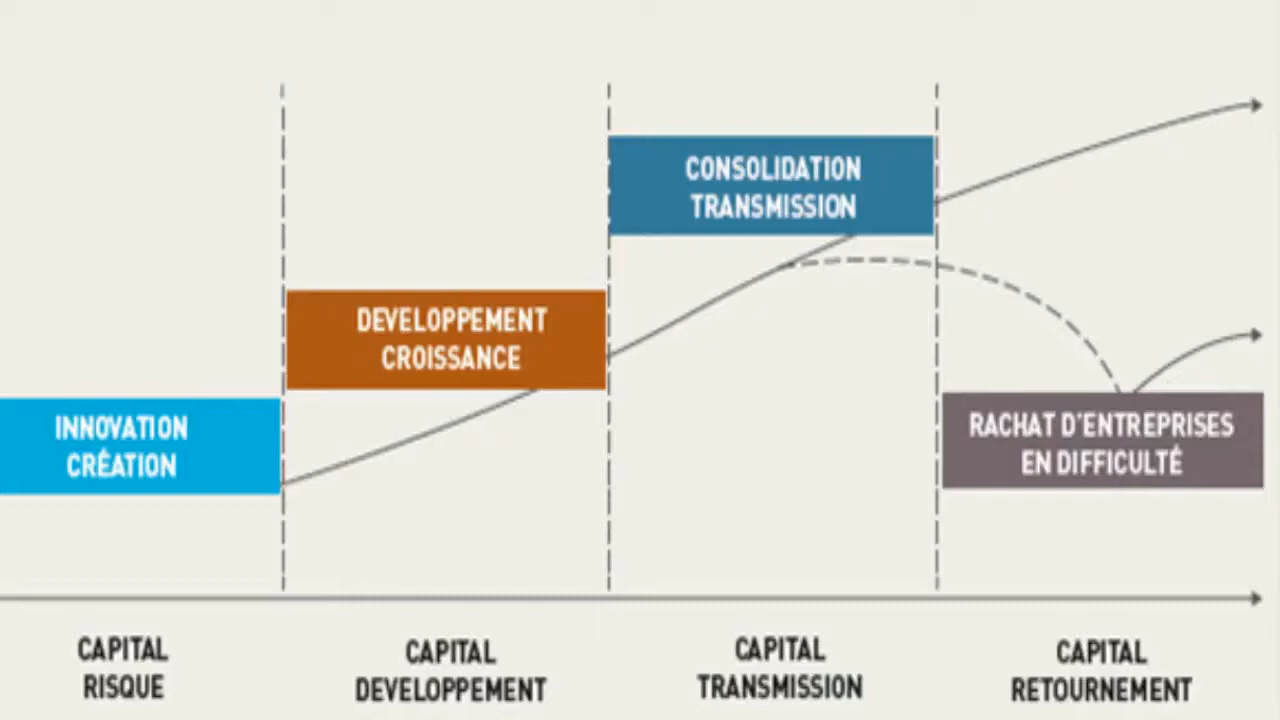 CONSOLIDATION
TRANSMISSION
DEVELOPPEMENT
CROISSANCE
INNOVATION
CRÉATION
RACHAT D'ENTREPRISES
EN DIFFICULTÉ
CAPITAL
RISQUE
CAPITAL
DEVELOPPEMENT
CAPITAL
TRANSMISSION
CAPITAL
RETOURNEMENT